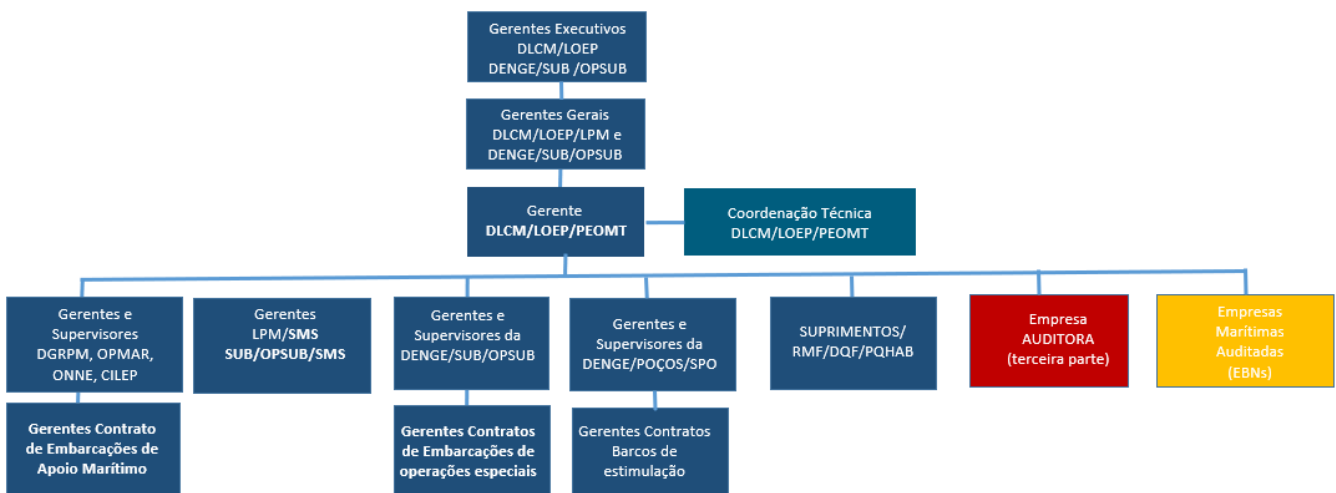 Gerentes Executivos
DLCM/LOEP
DENGE/SUB /OPSUB
Gerentes Gerais
DLCM/LOEP/LPM e
DENGE/SUB/OPSUB
Gerente
DLCM/LOEP/PEOMT
Coordenação Técnica
DLCM/LOEP/PEOMT
Gerentes e
Supervisores
DGRPM, OPMAR,
ONNE, CILEP
Gerentes
LPM/SMS
SUB/OPSUB/SMS
Gerentes e
Supervisores da
DENGE/SUB/OPSUB
Gerentes e
Supervisores da
DENGE/POÇOS/SPO
SUPRIMENTOS/
RMF/DQF/PQHAB
Empresa
AUDITORA
(terceira parte)
Empresas
Marítimas
Auditadas
(EBNs)
Gerentes Contrato
de Embarcações de
Apoio Marítimo
Gerentes Contratos
de Embarcações de
operações especiais
Gerentes Contratos
Barcos de
estimulação